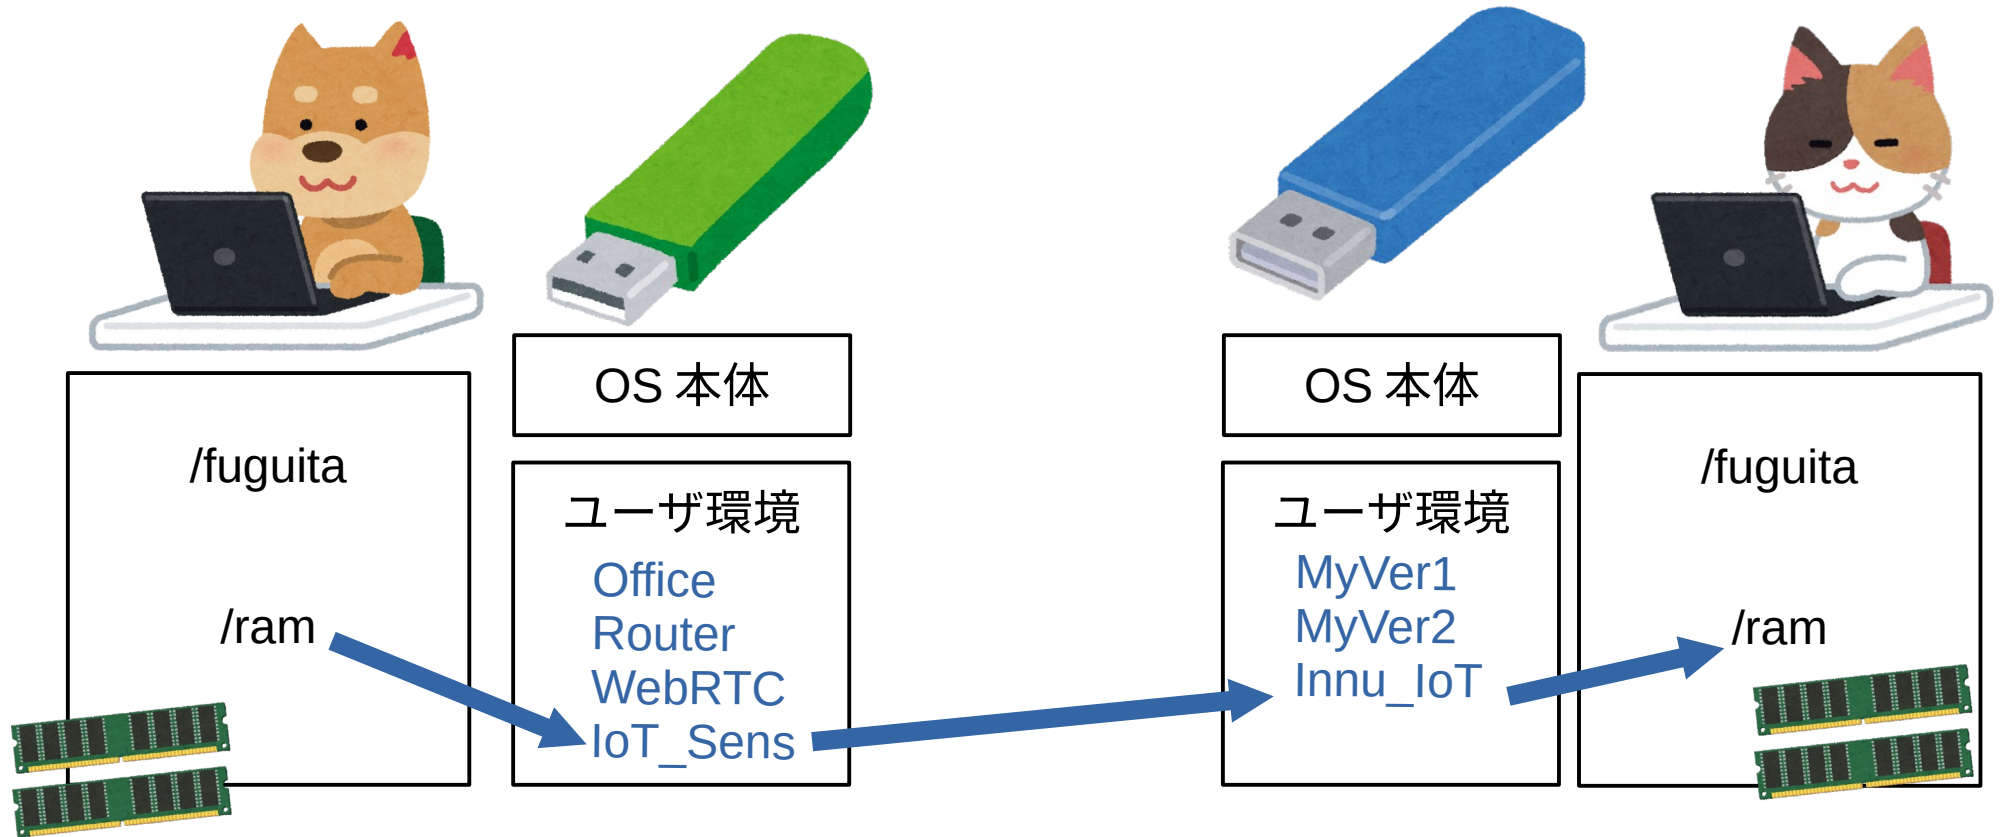 /fuguita
/ram
OS 本体
ユーザ環境
Office
Router
WebRTC
IoT_Sens
OS 本体
ユーザ環境
MyVer1
MyVer2
Innu_IoT
/fuguita
/ram